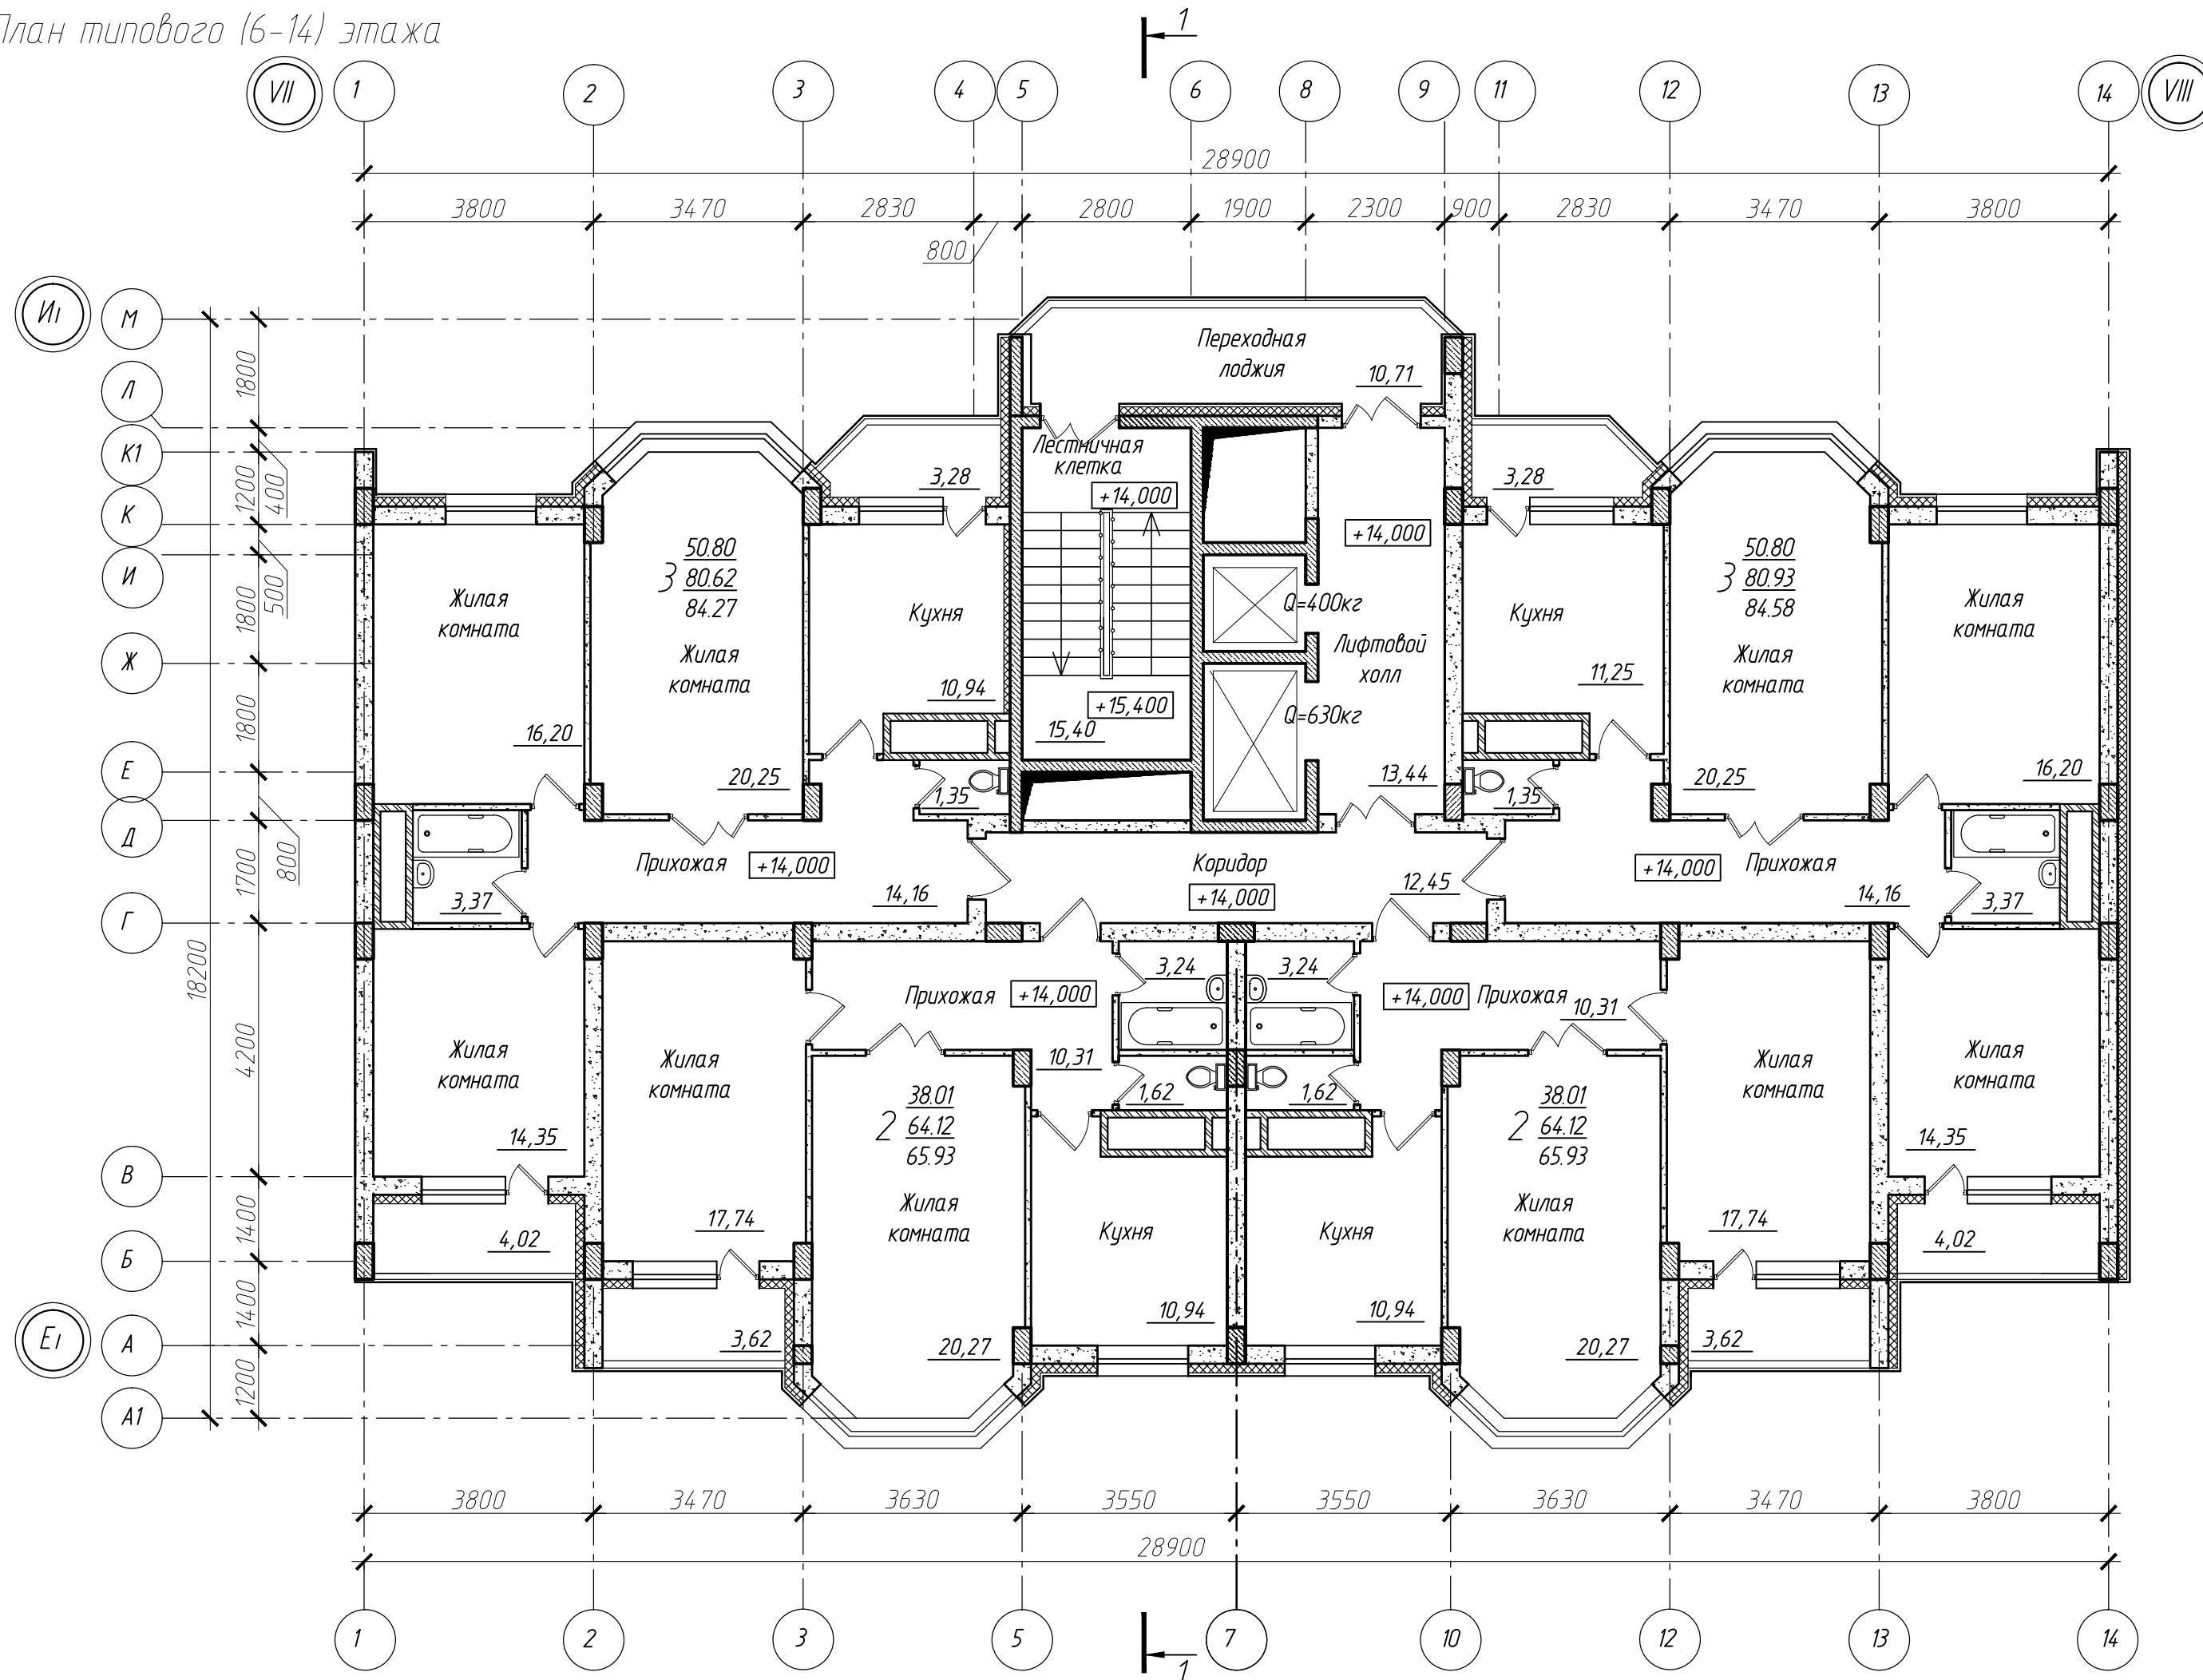 План типового (6-14) этажа
1
VII
1
2
3
4
5
6
8
9
11
12
13
14
VIII
28900
3800
3470
2830
2800
1900
2300
900
2830
3470
3800
800
И1
М
Л
К1
К
И
Ж
Е
Д
Г
В
Б
А
А1
Е1
1800
400
1200
500
1800
1800
800
1700
4200
1400
1400
1200
18200
Переходная
лоджия
10,71
Лестничная
клетка
+14,000
3,28
3,28
+14,000
50.80
3 80.62
84.27
50.80
3 80.93
84.58
Жилая
комната
Жилая
комната
Кухня
Q=400кг
Лифтовой
холл
Кухня
Жилая
комната
Жилая
комната
10,94
+15,400
15,40
Q=630кг
11,25
16,20
20,25
1,35
13,44
1,35
20,25
16,20
Прихожая
+14,000
Коридор
+14,000
Прихожая
3,37
14,16
+14,000
12,45
14,16
3,37
3,24
3,24
Прихожая
+14,000
+14,000
Прихожая
10,31
Жилая
комната
Жилая
комната
10,31
Жилая
комната
Жилая
комната
1,62
1,62
38.01
2 64.12
65.93
38.01
2 64.12
65.93
14,35
14,35
17,74
Жилая
комната
Кухня
Кухня
Жилая
комната
17,74
4,02
4,02
10,94
10,94
3,62
20,27
20,27
3,62
3800
3470
3630
3550
3550
3630
3470
3800
28900
1
2
3
5
7
10
12
13
14
1